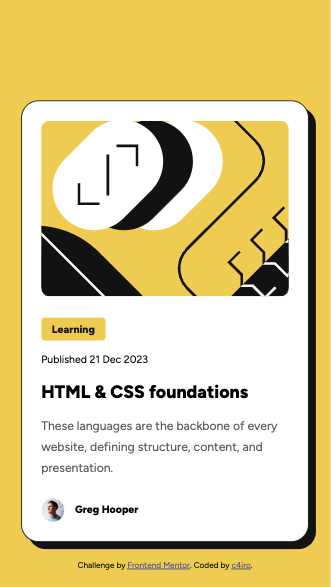 Learning
Published 21 Dec 2023
HTML & CSS foundations
These languages are the backbone of every
website, defining structure, content, and
presentation.
Greg Hooper
Challenge by Frontend Mentor. Coded by c4iro.